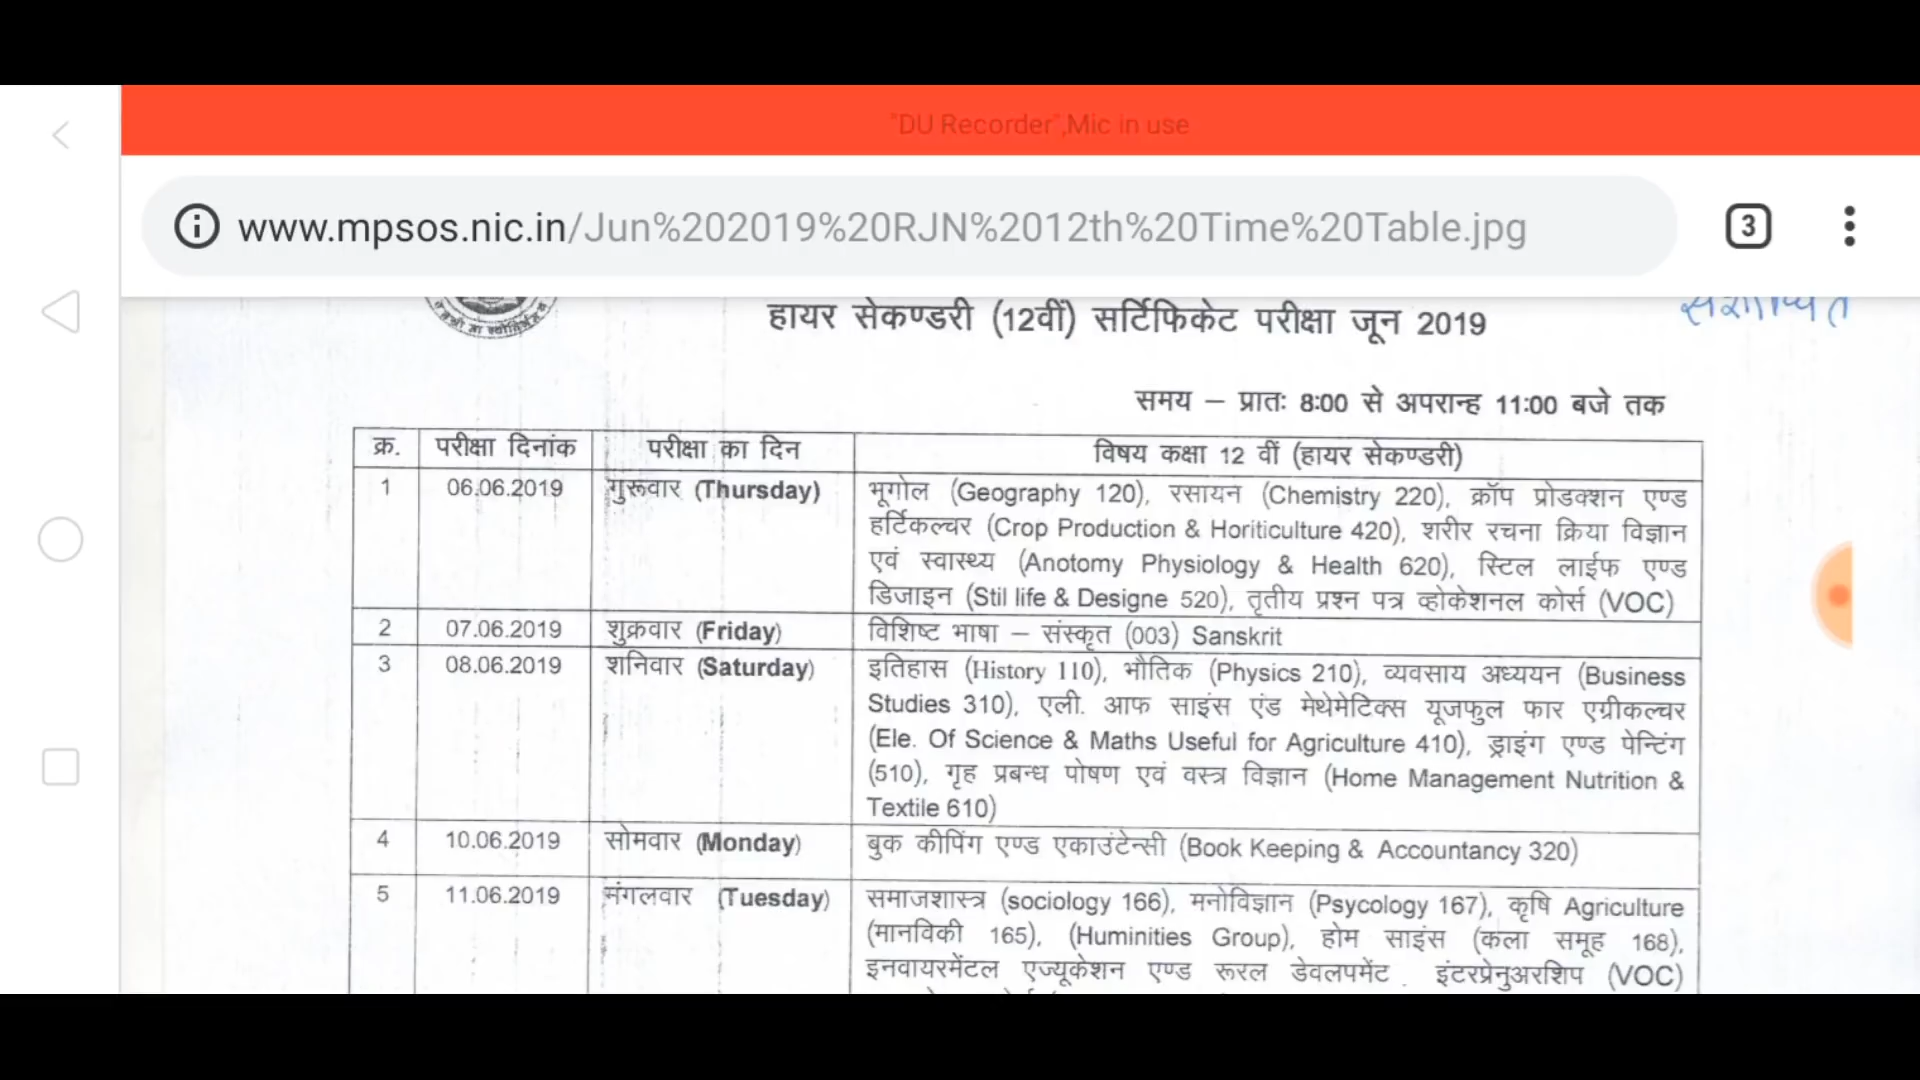 "DU Recorder",Mic in use
www.mpsos.nic.in/Jun%202019%20RJN%2012th%20Time%20Table.jpg
3
हायर सेकण्डरी (12वीं) सर्टिफिकेट परीक्षा जून 2019
समय – प्रातः 8:00 से अपरान्ह 11:00 बजे तक
क्र. परीक्षा दिनांक परीक्षा का दिन विषय कक्षा 12 वीं (हायर सेकण्डरी)
1 06.06.2019 गुरूवार (Thursday) भूगोल (Geography 120), रसायन (Chemistry 220), क्रॉप प्रोडक्शन एण्ड
हर्टिकल्चर (Crop Production & Horiticulture 420), शरीर रचना क्रिया विज्ञान
एवं स्वास्थ्य (Anotomy Physiology & Health 620), स्टिल लाईफ एण्ड
डिजाइन (Stil life & Designe 520), तृतीय प्रश्न पत्र व्होकेशनल कोर्स (VOC)
2 07.06.2019 शुक्रवार (Friday) विशिष्ट भाषा – संस्कृत (003) Sanskrit
3 08.06.2019 शनिवार (Saturday) इतिहास (History 110), भौतिक (Physics 210), व्यवसाय अध्ययन (Business
Studies 310), एली. आफ साइंस एंड मेथेमेटिक्स यूजफुल फार एग्रीकल्चर
(Ele. Of Science & Maths Useful for Agriculture 410), ड्राइंग एण्ड पेन्टिंग
(510), गृह प्रबन्ध पोषण एवं वस्त्र विज्ञान (Home Management Nutrition &
Textile 610)
4 10.06.2019 सोमवार (Monday) बुक कीपिंग एण्ड एकाउंटेन्सी (Book Keeping & Accountancy 320)
5 11.06.2019 मंगलवार (Tuesday) समाजशास्त्र (sociology 166), मनोविज्ञान (Psycology 167), कृषि Agriculture
(मानविकी 165), (Huminities Group), होम साइंस (कला समूह 168),
इनवायरमेंटल एज्यूकेशन एण्ड रूरल डेवलपमेंट . इंटरप्रेनुअरशिप (VOC)